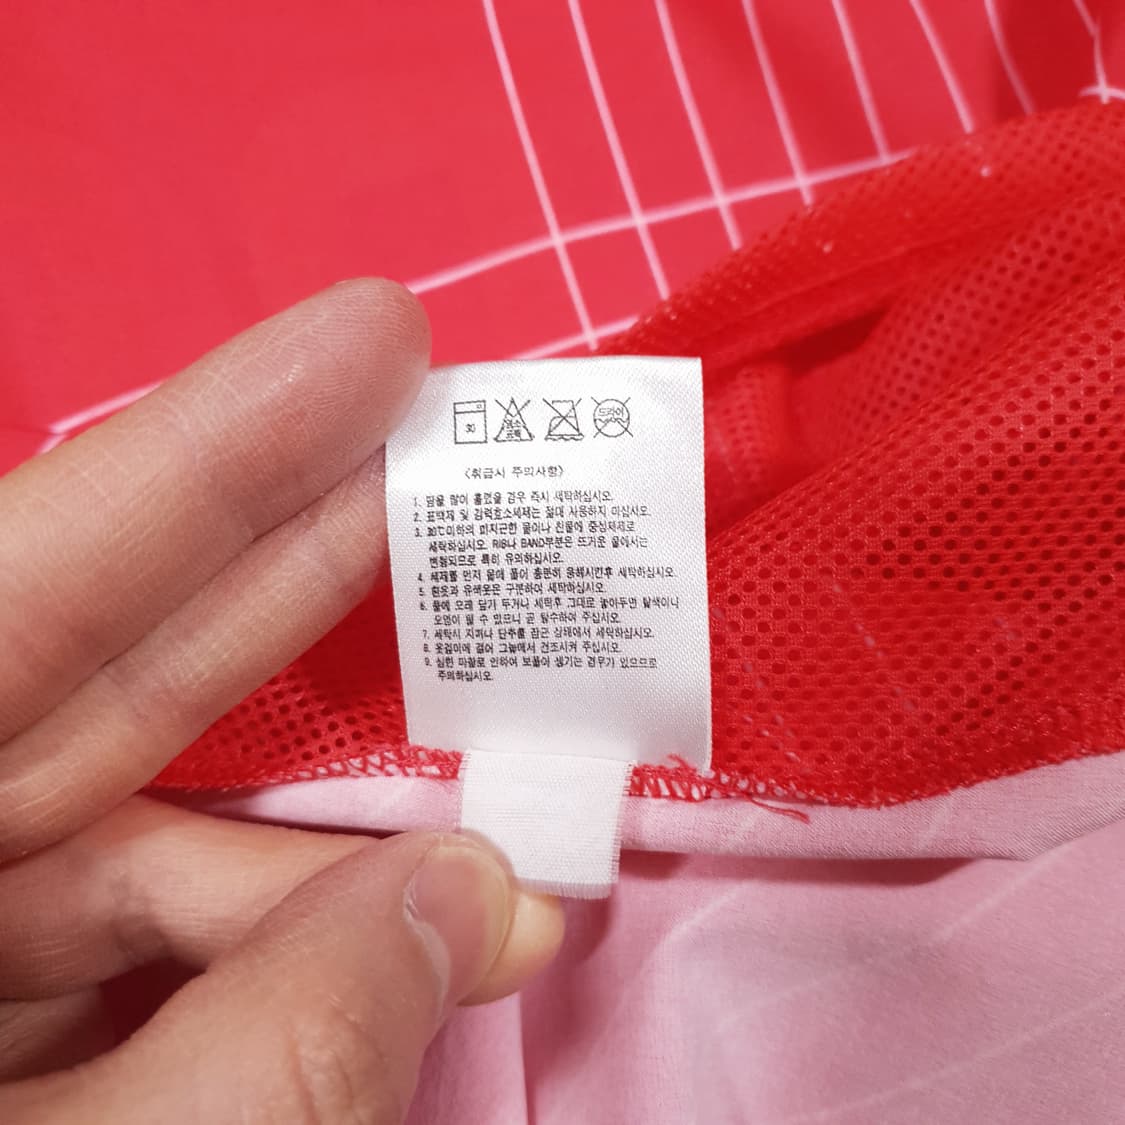 30 염소 표백 드라이
〈취급시 주의사항〉
1. 땀을 많이 흘렸을 경우 즉시 세탁하십시오.
2. 표백제 및 강력효소세제는 절대 사용하지 마십시오.
3. 30℃이하의 미지근한 물이나 찬물에 중성세제로
세탁하십시오. RIB나 BAND부분은 뜨거운 물에서는
변형되므로 특히 유의하십시오.
4. 세제를 먼저 물에 풀어 충분히 용해시킨후 세탁하십시오.
5. 흰옷과 유색옷은 구분하여 세탁하십시오.
6. 물에 오래 담가 두거나 세탁후 그대로 놓아두면 탈색이나
오염이 될 수 있으니 곧 탈수하여 주십시오.
7. 세탁시 지퍼나 단추를 잠근 상태에서 세탁하십시오.
8. 옷걸이에 걸어 그늘에서 건조시켜 주십시오.
9. 심한 마찰로 인하여 보풀이 생기는 경우가 있으므로
주의하십시오.